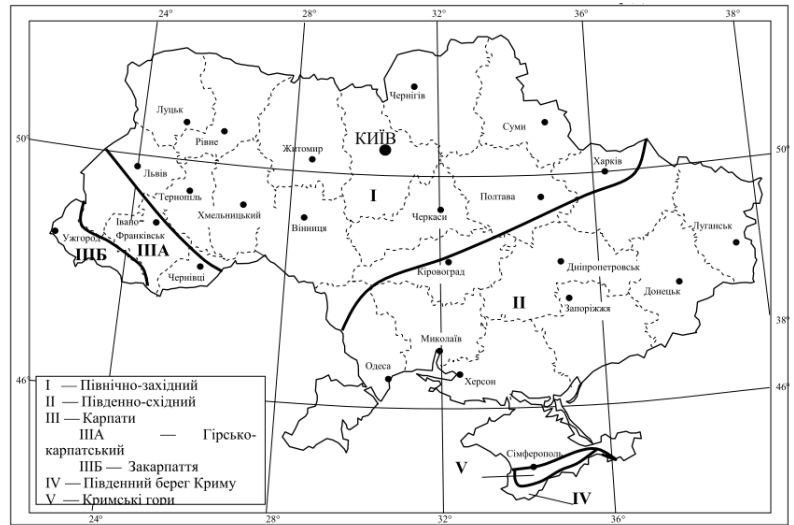 24°
28°
32°
36°
38°
Чернігів
Луцьк
Рівне
Суми
50°
КИЇВ
Житомир
50°
Харків
Львів
Тернопіль
I
Полтава
Хмельницький
Івано-
Франківськ
Черкаси
Вінниця
Луганськ
Ужгород
ІІІБ
ІІІА
Чернівці
Кіровоград
Дніпропетровськ
Донецьк
II
Запоріжжя
38°
Миколаїв
46°
Одеса
Херсон
46°
I — Північно-західний
II — Південно-східний
III — Карпати
ІІІА — Гірсько-
карпатський
ІІІБ — Закарпаття
IV — Південний берег Криму
V — Кримські гори
Сімферополь
V
IV
24°
28°
32°
36°